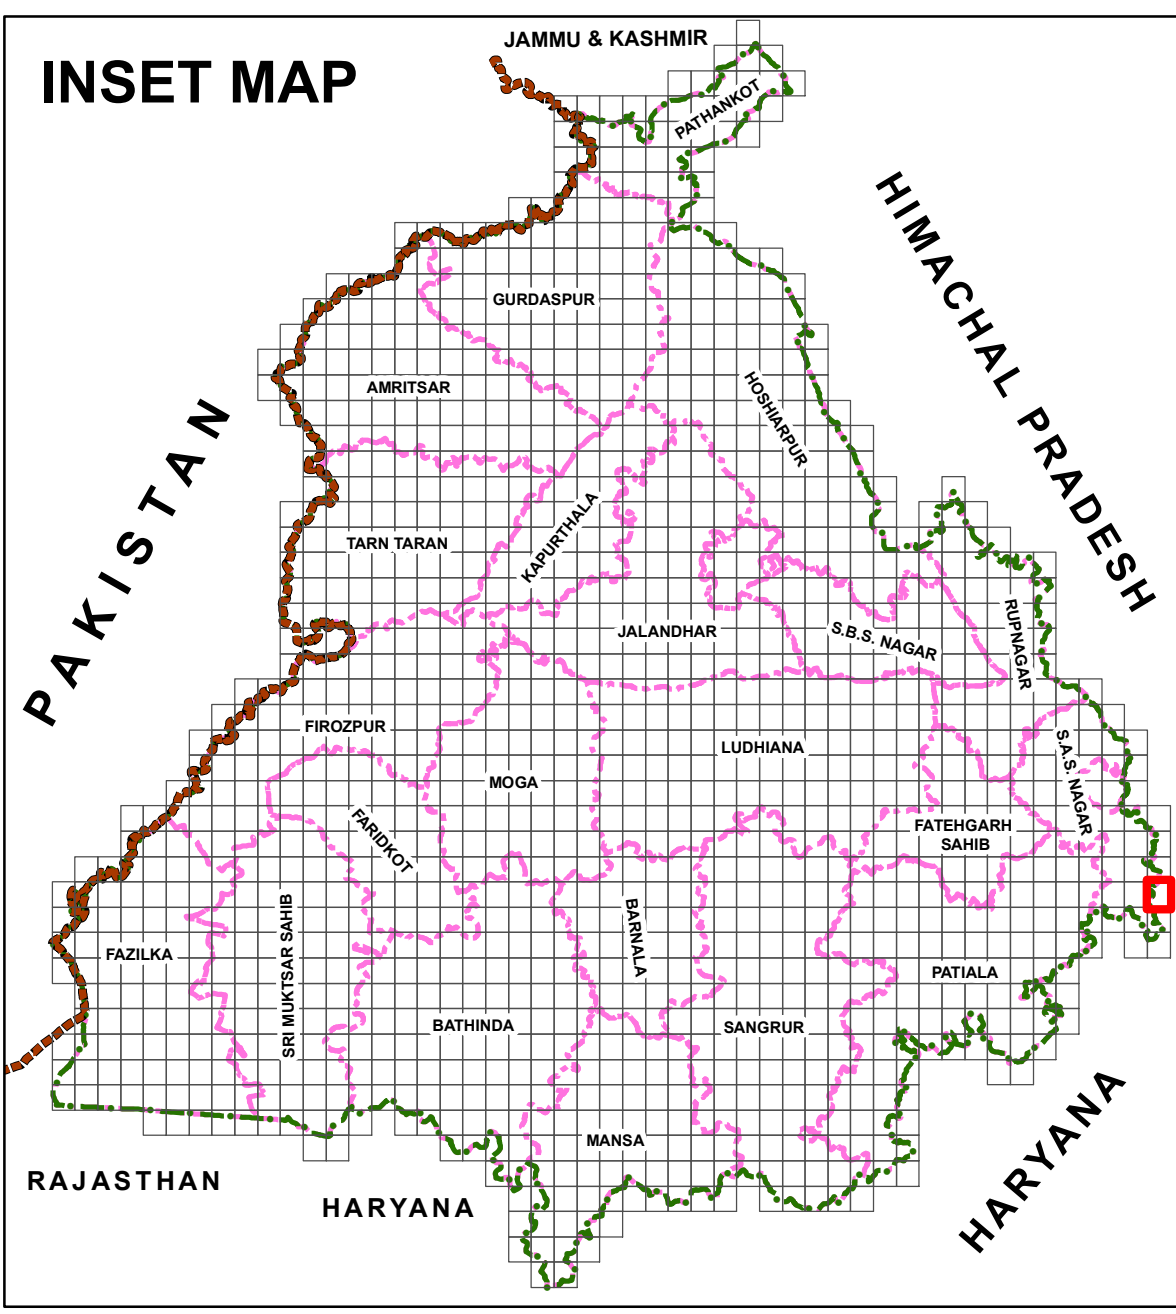 JAMMU & KASHMIR
INSET MAP
PATHANKOT
HIMACHAL PRADESH
GURDASPUR
AMRITSAR
HOSHIARPUR
PAKISTAN
KAPURTHALA
TARN TARAN
JALANDHAR
S.B.S. NAGAR
RUPNAGAR
FIROZPUR
LUDHIANA
S.A.S. NAGAR
MOGA
FARIDKOT
FATEHGARH
SAHIB
BARNALA
SRI MUKTSAR SAHIB
FAZILKA
PATIALA
BATHINDA
SANGRUR
MANSA
HARYANA
RAJASTHAN
HARYANA